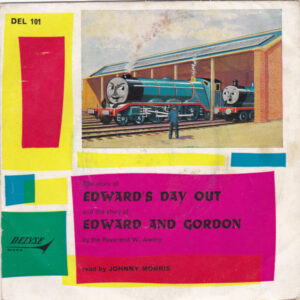 DEL 101
The story of
EDWARD'S DAY OUT
and the story of
EDWARD AND GORDON
by the Reverend W. Awdry
DELYSÉ
read by JOHNNY MORRIS